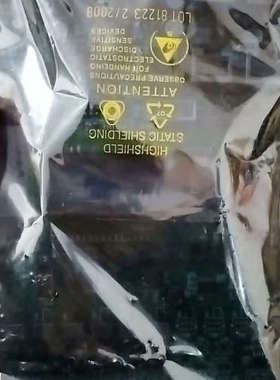 HIGHSHIELD
STATIC SHIELDING
ATTENTION
OBSERVE PRECAUTIONS
FOR HANDLING
ELECTROSTATIC
DISCHARGE
SENSITIVE
DEVICES
LOT 81223 2/2008